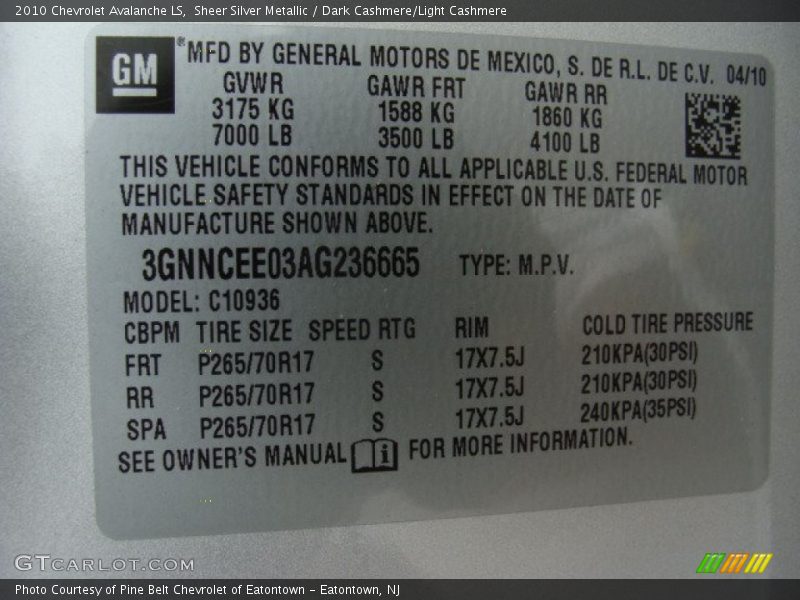 2010 Chevrolet Avalanche LS, Sheer Silver Metallic / Dark Cashmere/Light Cashmere
GM ® MFD BY GENERAL MOTORS DE MEXICO, S. DE R.L. DE C.V. 04/10
GVWR GAWR FRT GAWR RR
3175 KG 1588 KG 1860 KG
7000 LB 3500 LB 4100 LB
THIS VEHICLE CONFORMS TO ALL APPLICABLE U.S. FEDERAL MOTOR
VEHICLE SAFETY STANDARDS IN EFFECT ON THE DATE OF
MANUFACTURE SHOWN ABOVE.
3GNNCEE03AG236665 TYPE: M.P.V.
MODEL: C10936
CBPM TIRE SIZE SPEED RTG RIM COLD TIRE PRESSURE
FRT P265/70R17 S 17X7.5J 210KPA(30PSI)
RR P265/70R17 S 17X7.5J 210KPA(30PSI)
SPA P265/70R17 S 17X7.5J 240KPA(35PSI)
SEE OWNER'S MANUAL i FOR MORE INFORMATION.
GTCARLOT.COM
Photo Courtesy of Pine Belt Chevrolet of Eatontown – Eatontown, NJ